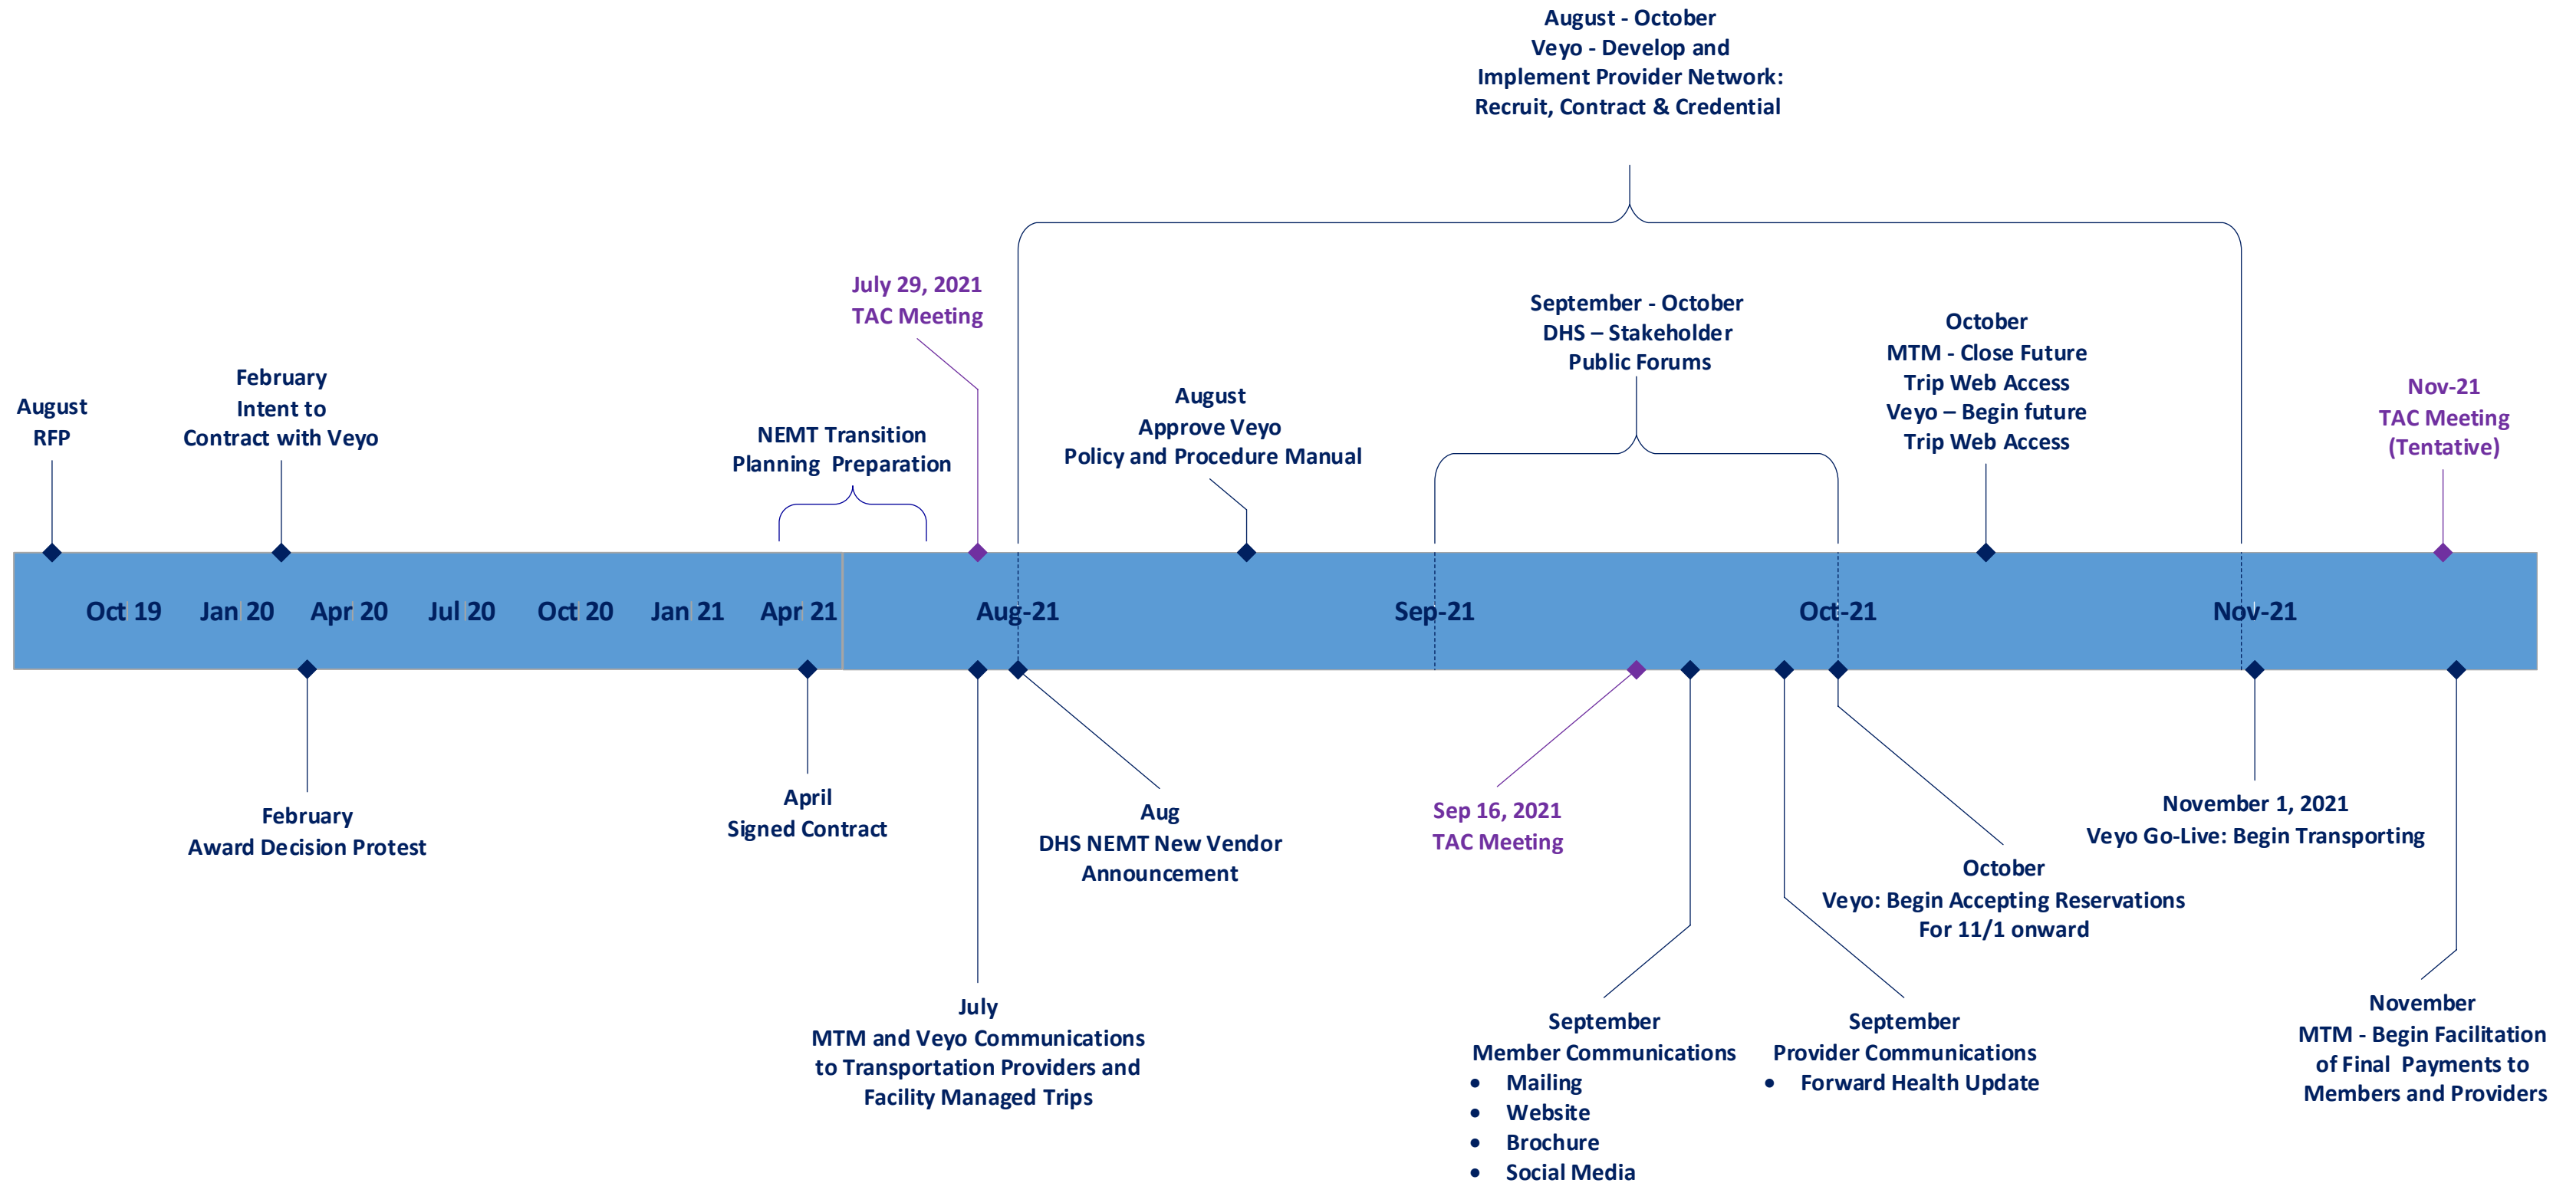 August - October
Veyo - Develop and
Implement Provider Network:
Recruit, Contract & Credential
July 29, 2021
TAC Meeting
September - October
DHS – Stakeholder
Public Forums
October
MTM - Close Future
Trip Web Access
Veyo – Begin future
Trip Web Access
August
RFP
February
Intent to
Contract with Veyo
NEMT Transition
Planning  Preparation
August
Approve Veyo
Policy and Procedure Manual
Nov-21
TAC Meeting
(Tentative)
Oct 19 Jan 20 Apr 20 Jul 20 Oct 20 Jan 21 Apr 21 Aug-21 Sep-21 Oct-21 Nov-21
February
Award Decision Protest
April
Signed Contract
Aug
DHS NEMT New Vendor
Announcement
Sep 16, 2021
TAC Meeting
November 1, 2021
Veyo Go-Live: Begin Transporting
October
Veyo: Begin Accepting Reservations
For 11/1 onward
July
MTM and Veyo Communications
to Transportation Providers and
Facility Managed Trips
September
Member Communications
• Mailing
• Website
• Brochure
• Social Media
September
Provider Communications
• Forward Health Update
November
MTM - Begin Facilitation
of Final  Payments to
Members and Providers